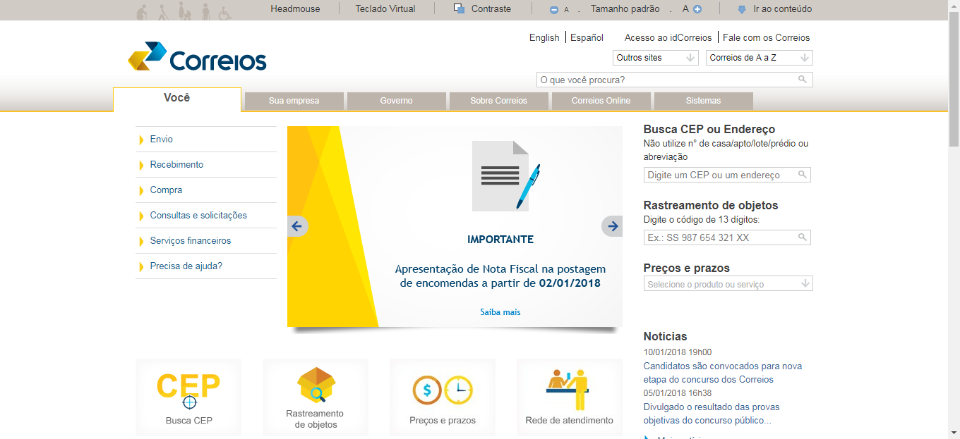 Headmouse
Teclado Virtual
Contraste
A . Tamanho padrão . A
Ir ao conteúdo
English Español
Acesso ao idCorreios Fale com os Correios
Correios
Outros sites
Correios de A a Z
O que você procura?
Você
Sua empresa
Governo
Sobre Correios
Correios Online
Sistemas
Envio
Recebimento
Compra
Consultas e solicitações
Serviços financeiros
Precisa de ajuda?
IMPORTANTE
Apresentação de Nota Fiscal na postagem
de encomendas a partir de 02/01/2018
Saiba mais
Busca CEP ou Endereço
Não utilize nº de casa/apto/lote/prédio ou
abreviação
Digite um CEP ou um endereço
Rastreamento de objetos
Digite o código de 13 dígitos:
Ex.: SS 987 654 321 XX
Preços e prazos
Selecione o produto ou serviço
Notícias
10/01/2018 19h00
Candidatos são convocados para nova
etapa do concurso dos Correios
05/01/2018 16h38
Divulgado o resultado das provas
objetivas do concurso público...
CEP
Busca CEP
Rastreamento
de objetos
$
Preços e prazos
Rede de atendimento